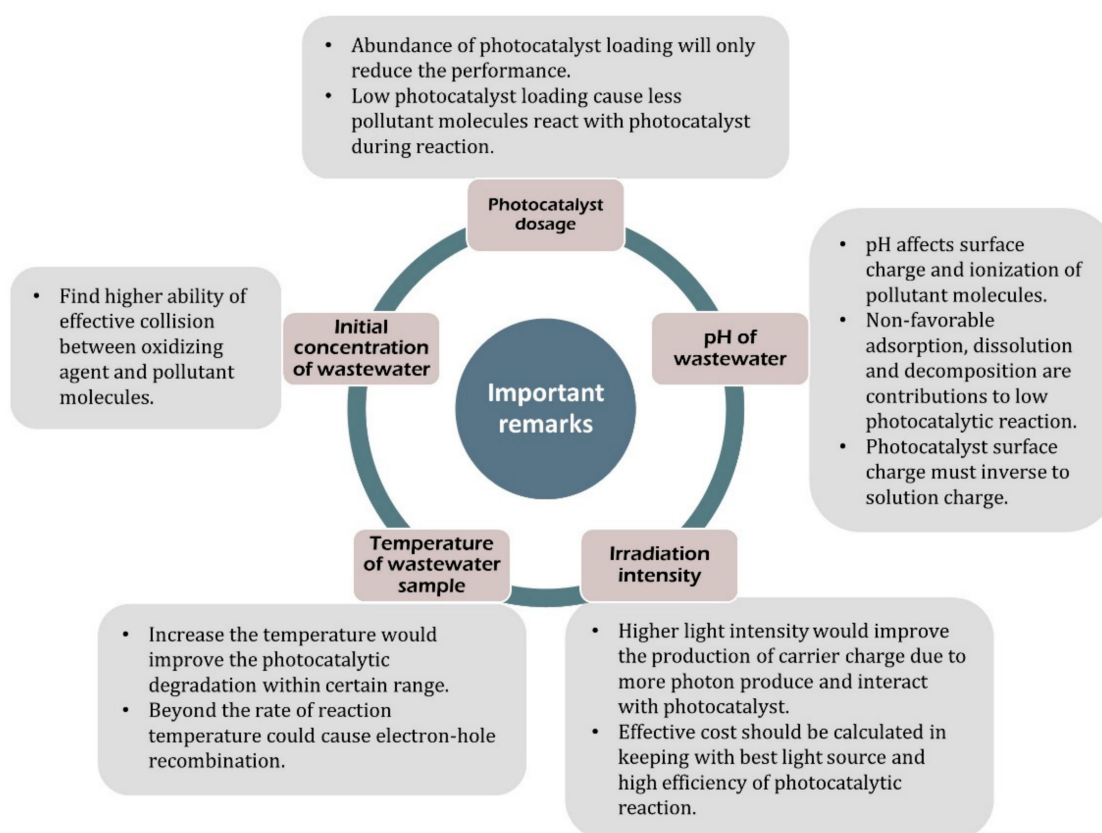 • Abundance of photocatalyst loading will only
reduce the performance.
• Low photocatalyst loading cause less
pollutant molecules react with photocatalyst
during reaction.
Photocatalyst
dosage
• pH affects surface
charge and ionization of
pollutant molecules.
• Non-favorable
adsorption, dissolution
and decomposition are
contributions to low
photocatalytic reaction.
• Photocatalyst surface
charge must inverse to
solution charge.
pH of
wastewater
• Find higher ability of
effective collision
between oxidizing
agent and pollutant
molecules.
Initial
concentration
of wastewater
Important
remarks
Temperature
of wastewater
sample
Irradiation
intensity
• Increase the temperature would
improve the photocatalytic
degradation within certain range.
• Beyond the rate of reaction
temperature could cause electron-hole
recombination.
• Higher light intensity would improve
the production of carrier charge due to
more photon produce and interact
with photocatalyst.
• Effective cost should be calculated in
keeping with best light source and
high efficiency of photocatalytic
reaction.